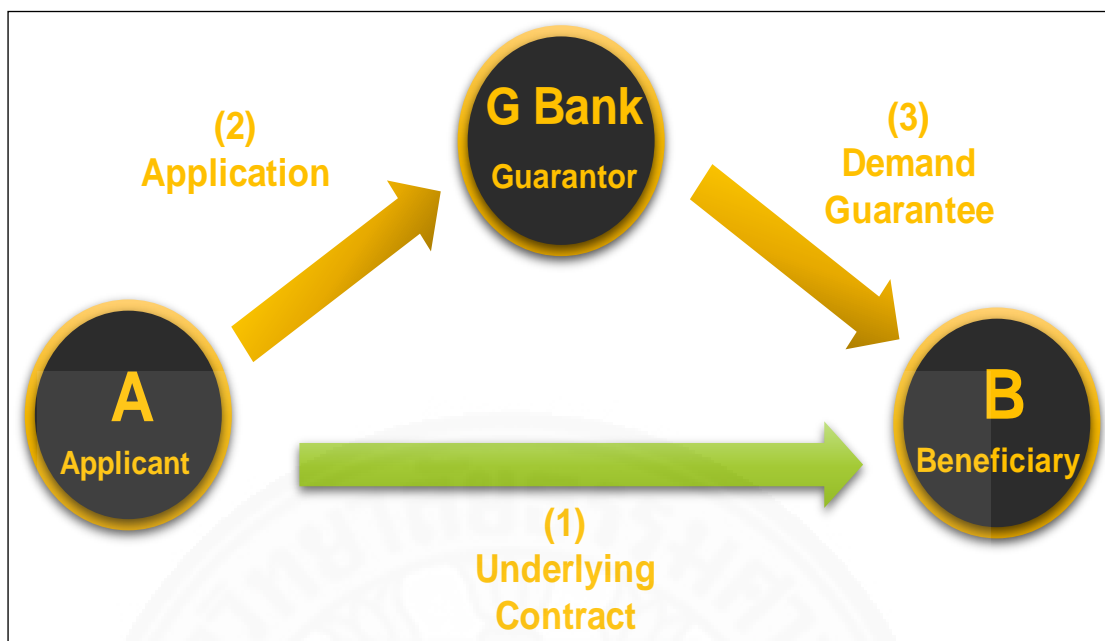 G Bank
Guarantor
(2)
Application
(3)
Demand
Guarantee
A
Applicant
B
Beneficiary
(1)
Underlying
Contract